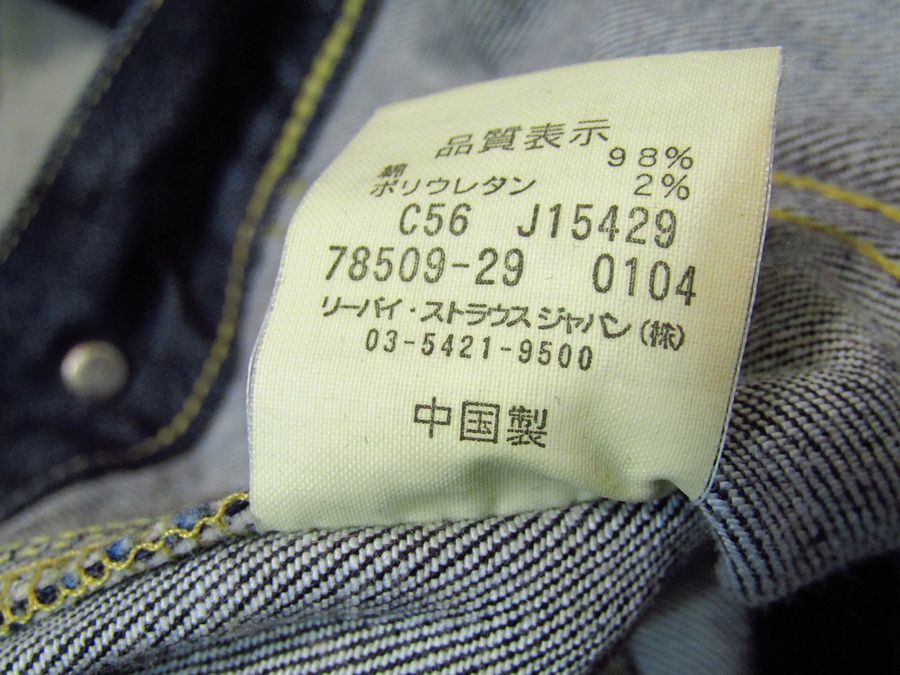 品質表示
綿 98%
ポリウレタン 2%
C56 J15429
78509-29 0104
リーバイ・ストラウス ジャパン(株)
03-5421-9500
中国製